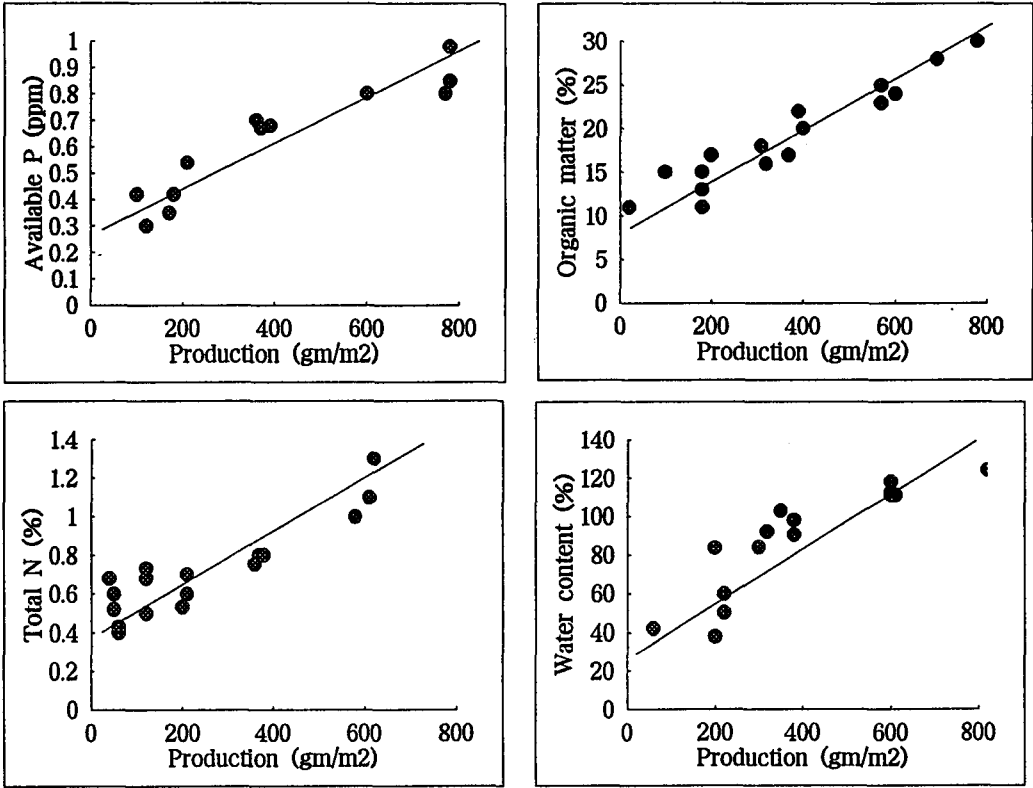 Available P (ppm)
1
0.9
0.8
0.7
0.6
0.5
0.4
0.3
0.2
0.1
0
0 200 400 600 800
Production (gm/m2)
Organic matter (%)
30
25
20
15
10
5
0
0 200 400 600 800
Production (gm/m2)
Total N (%)
1.4
1.2
1
0.8
0.6
0.4
0.2
0
0 200 400 600 800
Production (gm/m2)
Water content (%)
140
120
100
80
60
40
20
0
0 200 400 600 800
Production (gm/m2)